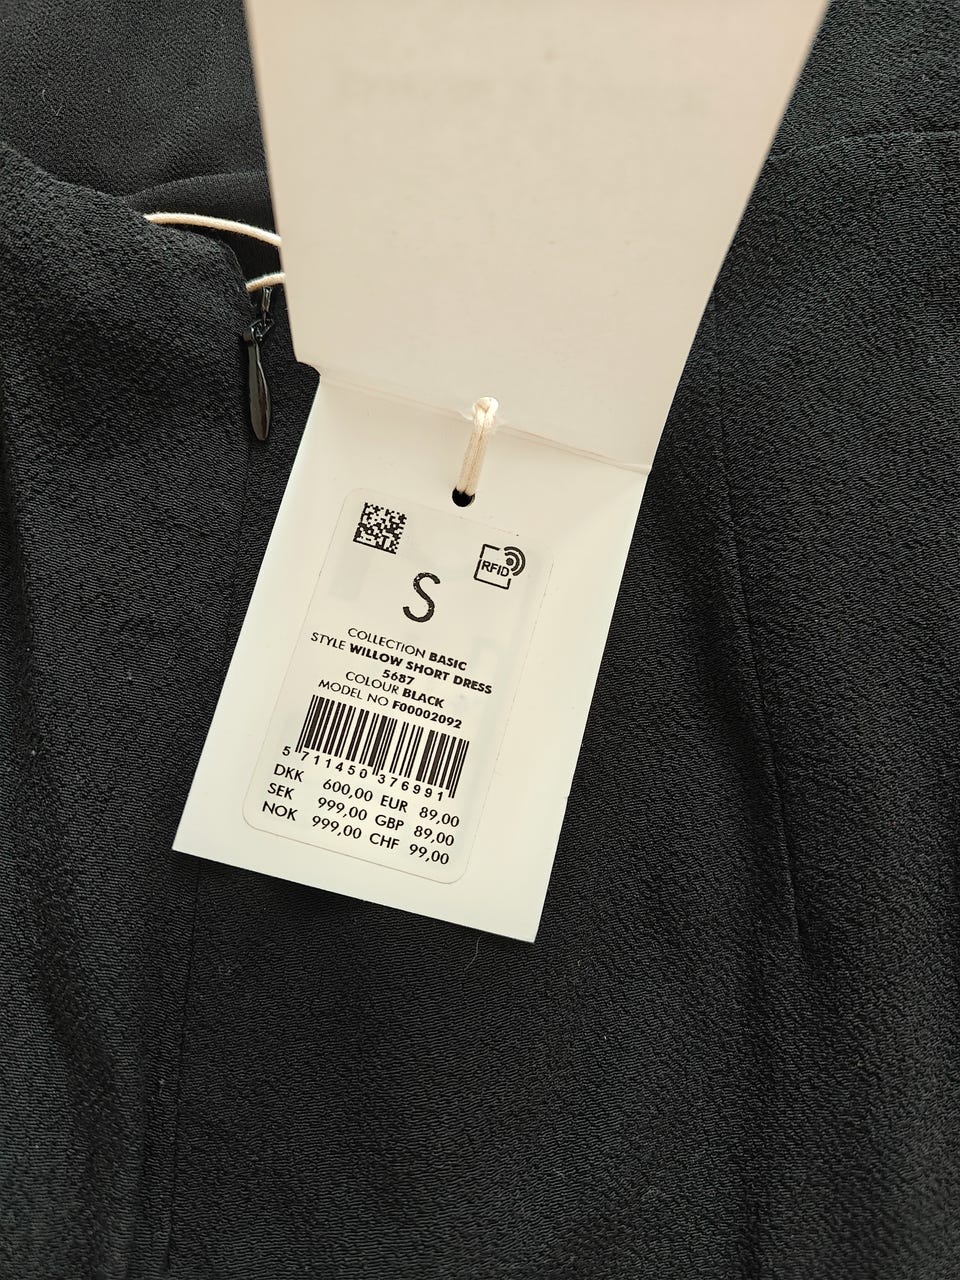 RFID
S
COLLECTION BASIC
STYLE WILLOW SHORT DRESS
5687
COLOUR BLACK
MODEL NO F00002092
5 711450 376991
DKK 600,00 EUR 89,00
SEK 999,00 GBP 89,00
NOK 999,00 CHF 99,00